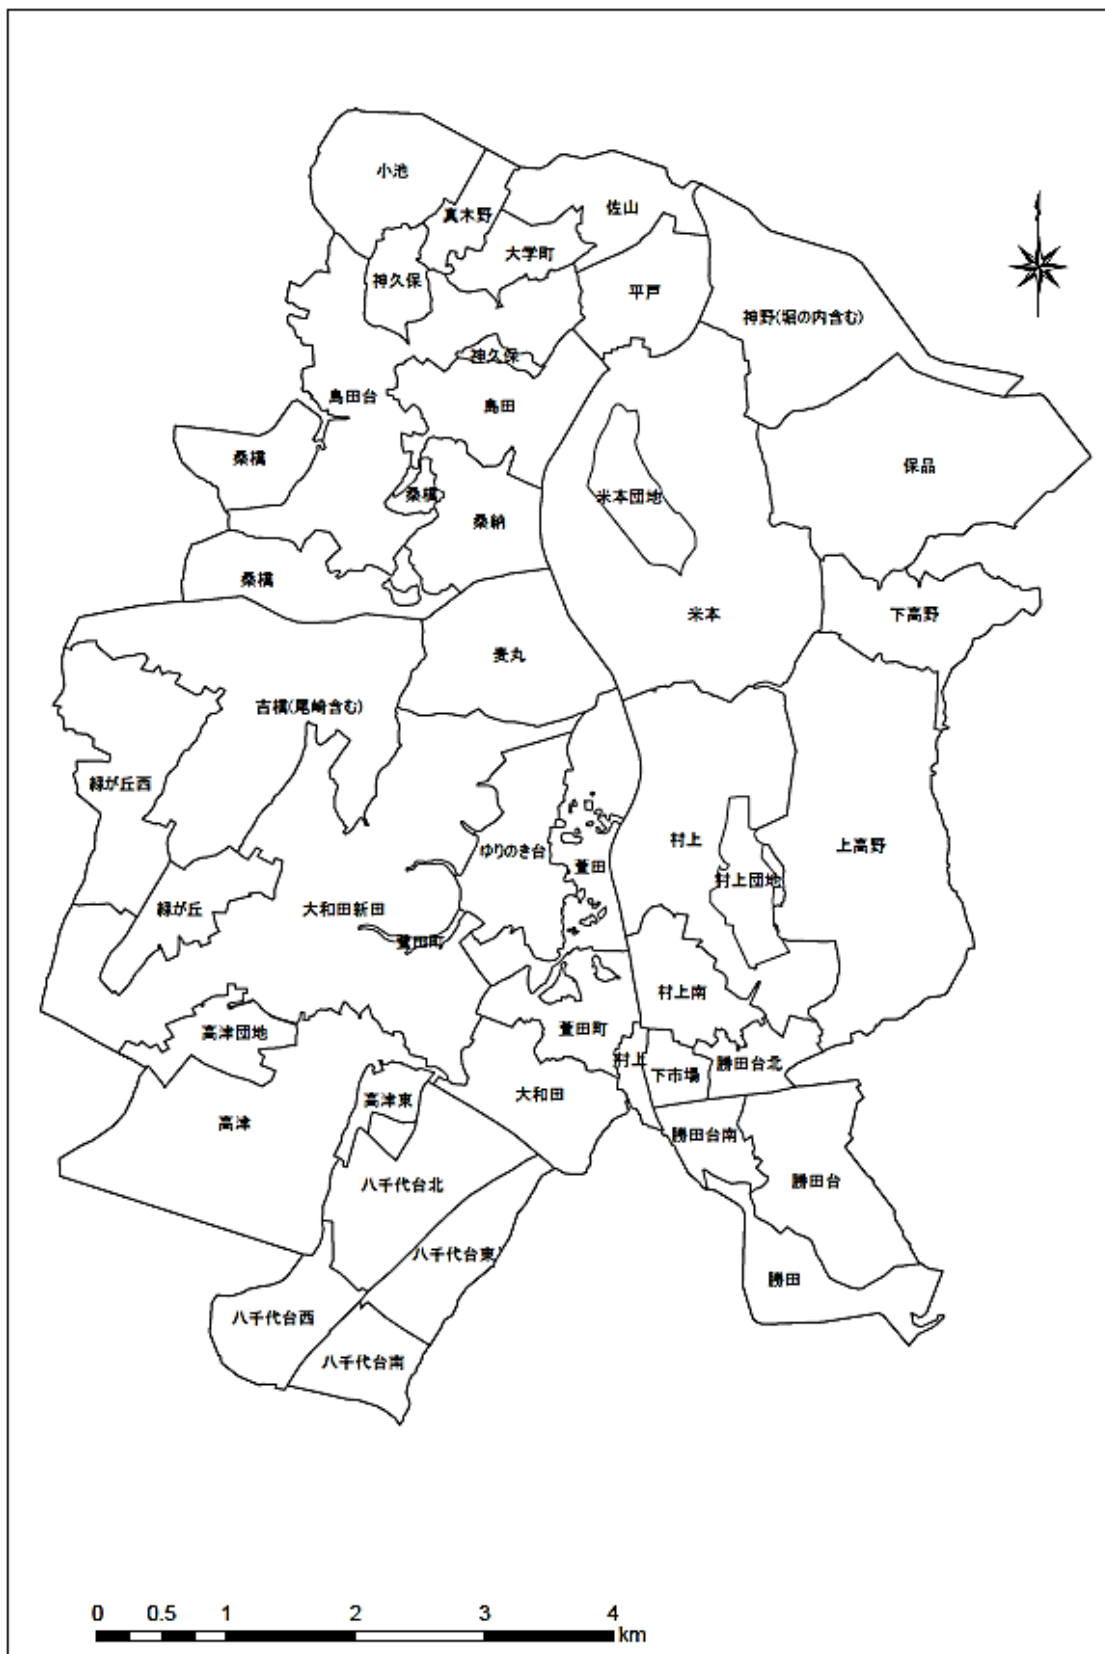 小池
真木野
佐山
大学町
神久保
平戸
神野(堀の内含む)
神久保
島田台
島田
桑橋
保品
桑橋
米本団地
桑納
桑橋
米本
下高野
麦丸
吉橋(尾崎含む)
緑が丘西
村上
上高野
ゆりのき台
萱田
村上団地
緑が丘
大和田新田
萱田町
村上南
高津団地
萱田町
村上
下市場
勝田台北
大和田
高津東
高津
勝田台南
八千代台北
勝田台
八千代台東
勝田
八千代台西
八千代台南
0 0.5 1 2 3 4
km